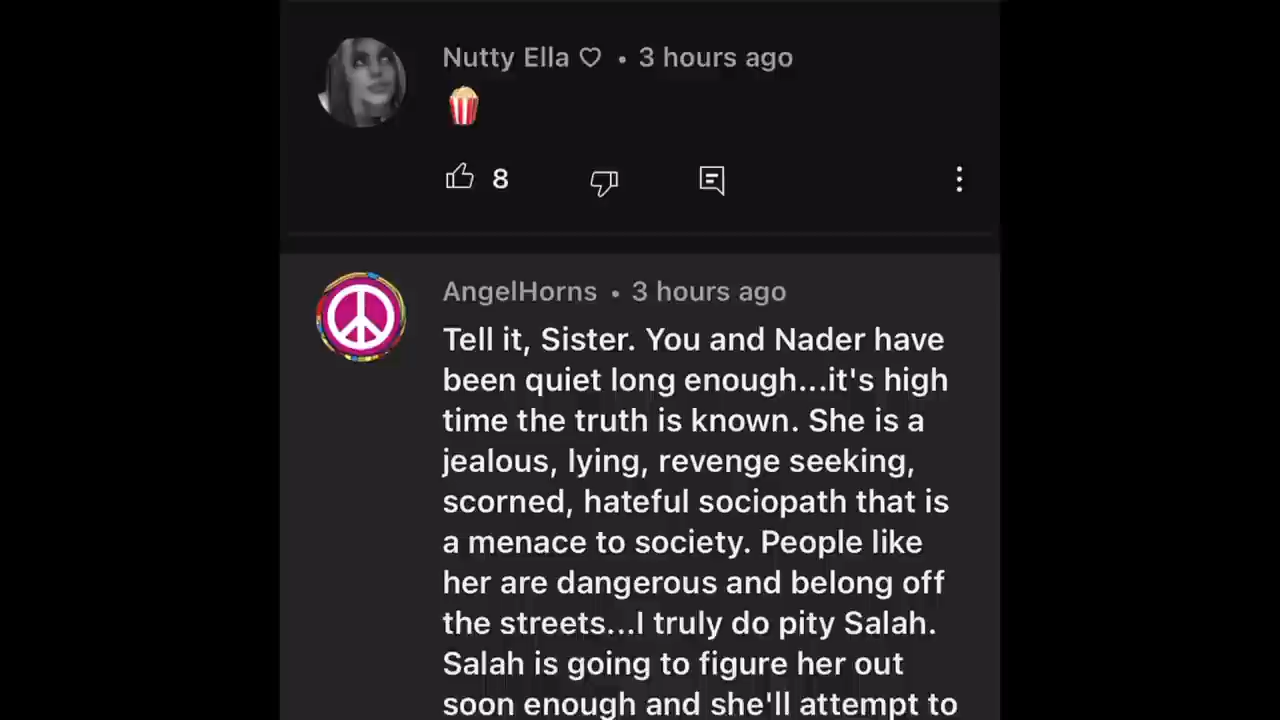 Nutty Ella ♡ • 3 hours ago
🍿
8
AngelHorns • 3 hours ago
Tell it, Sister. You and Nader have
been quiet long enough...it's high
time the truth is known. She is a
jealous, lying, revenge seeking,
scorned, hateful sociopath that is
a menace to society. People like
her are dangerous and belong off
the streets...I truly do pity Salah.
Salah is going to figure her out
soon enough and she'll attempt to